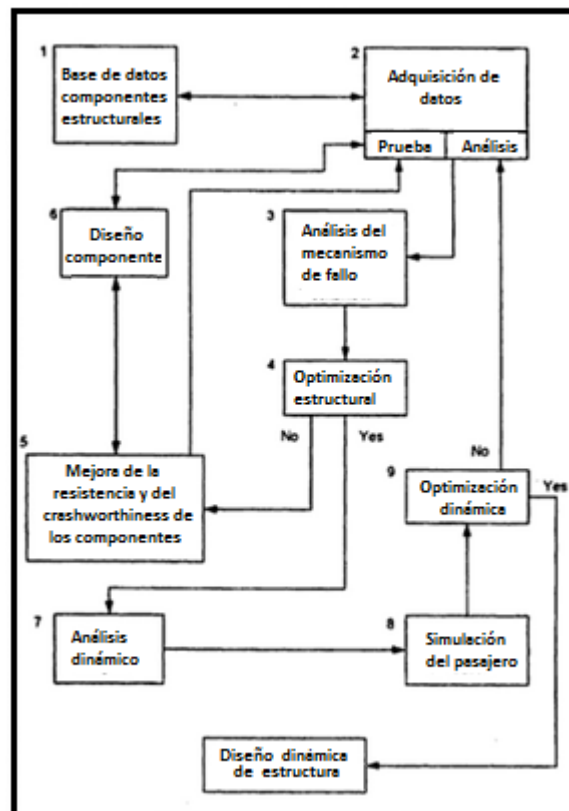 1
Base de datos
componentes
estructurales
2
Adquisición de
datos
Prueba
Análisis
6
Diseño
componente
3
Análisis del
mecanismo
de fallo
4
Optimización
estructural
No
Yes
5
Mejora de la
resistencia y del
crashworthiness de
los componentes
No
Yes
9
Optimización
dinámica
7
Análisis
dinámico
8
Simulación
del pasajero
Diseño dinámica
de estructura